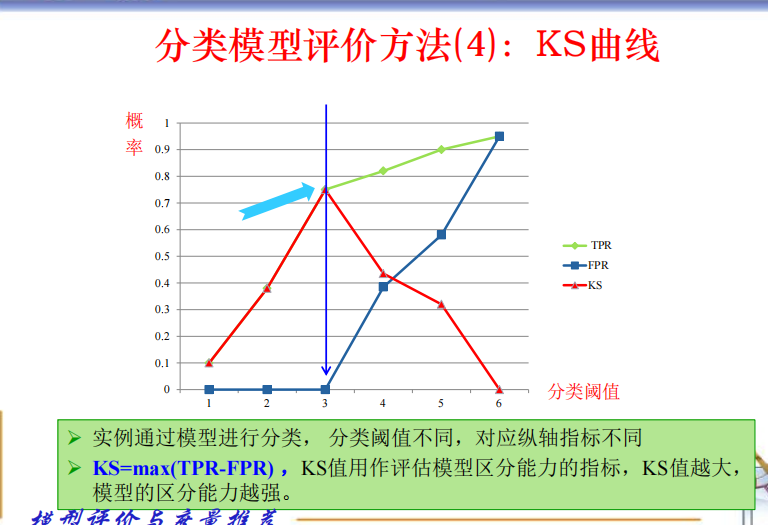 分类模型评价方法(4)：KS曲线
概
率
1
0.9
0.8
0.7
0.6
0.5
0.4
0.3
0.2
0.1
0
1 2 3 4 5 6
TPR
FPR
KS
分类阈值
实例通过模型进行分类， 分类阈值不同，对应纵轴指标不同
KS=max(TPR-FPR) ，KS值用作评估模型区分能力的指标，KS值越大，
模型的区分能力越强。
模型评价与变量推荐